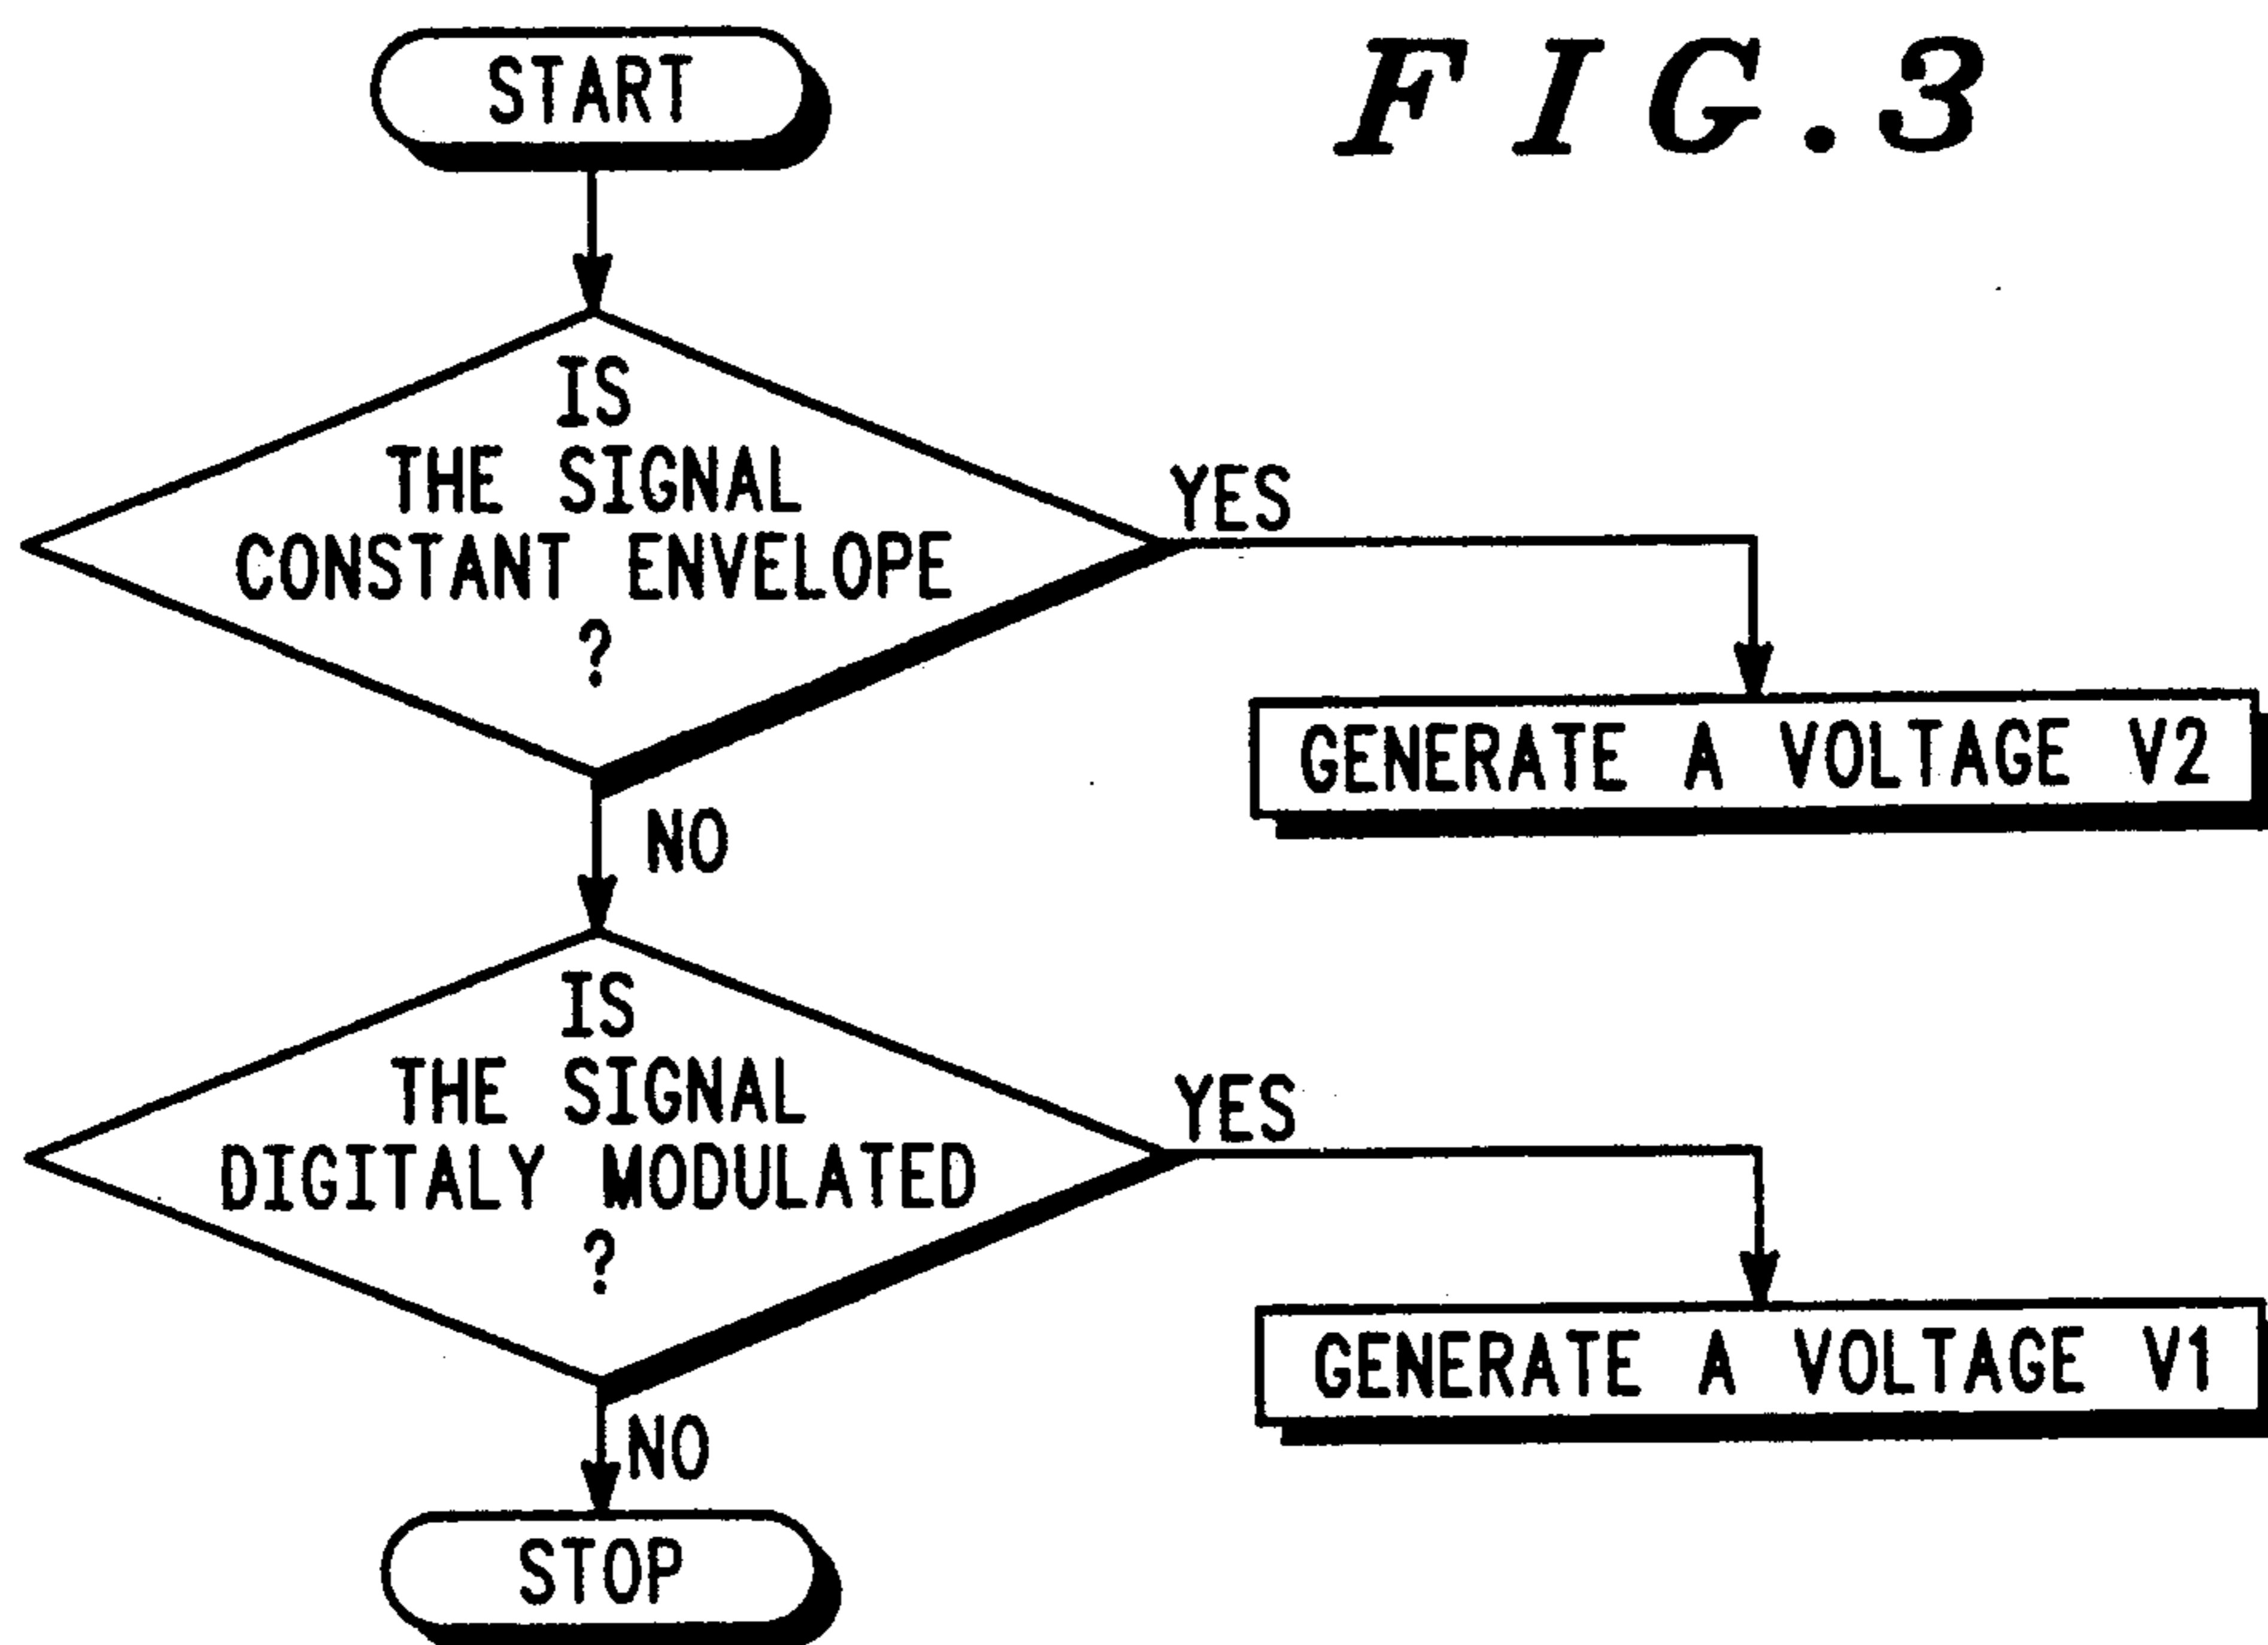 START
FIG.3
IS
THE SIGNAL
CONSTANT ENVELOPE
?
YES
GENERATE A VOLTAGE V2
NO
IS
THE SIGNAL
DIGITALY MODULATED
?
YES
GENERATE A VOLTAGE V1
NO
STOP